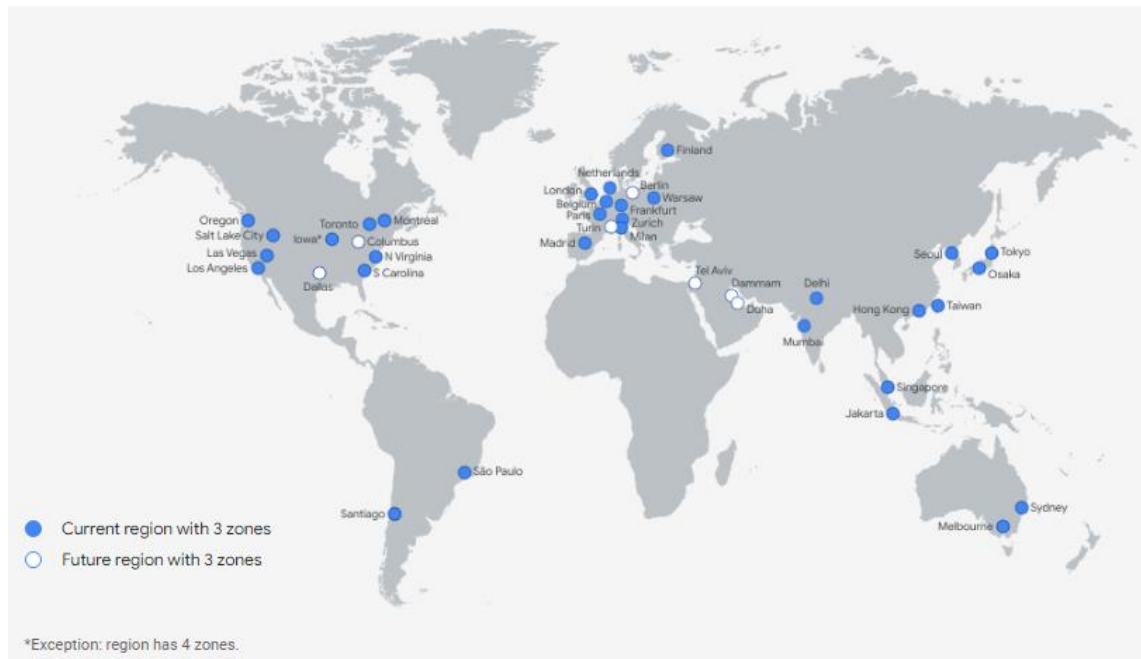 Finland
Netherlands
London
Berlin
Belgium
Warsaw
Paris
Frankfurt
Zurich
Turin
Milan
Madrid
Oregon
Toronto
Montréal
Salt Lake City
Iowa*
Columbus
Las Vegas
N Virginia
Los Angeles
S Carolina
Dallas
Tel Aviv
Dammam
Doha
Delhi
Mumbai
Seoul
Tokyo
Osaka
Hong Kong
Taiwan
Singapore
Jakarta
São Paulo
Santiago
Sydney
Melbourne
Current region with 3 zones
Future region with 3 zones
*Exception: region has 4 zones.